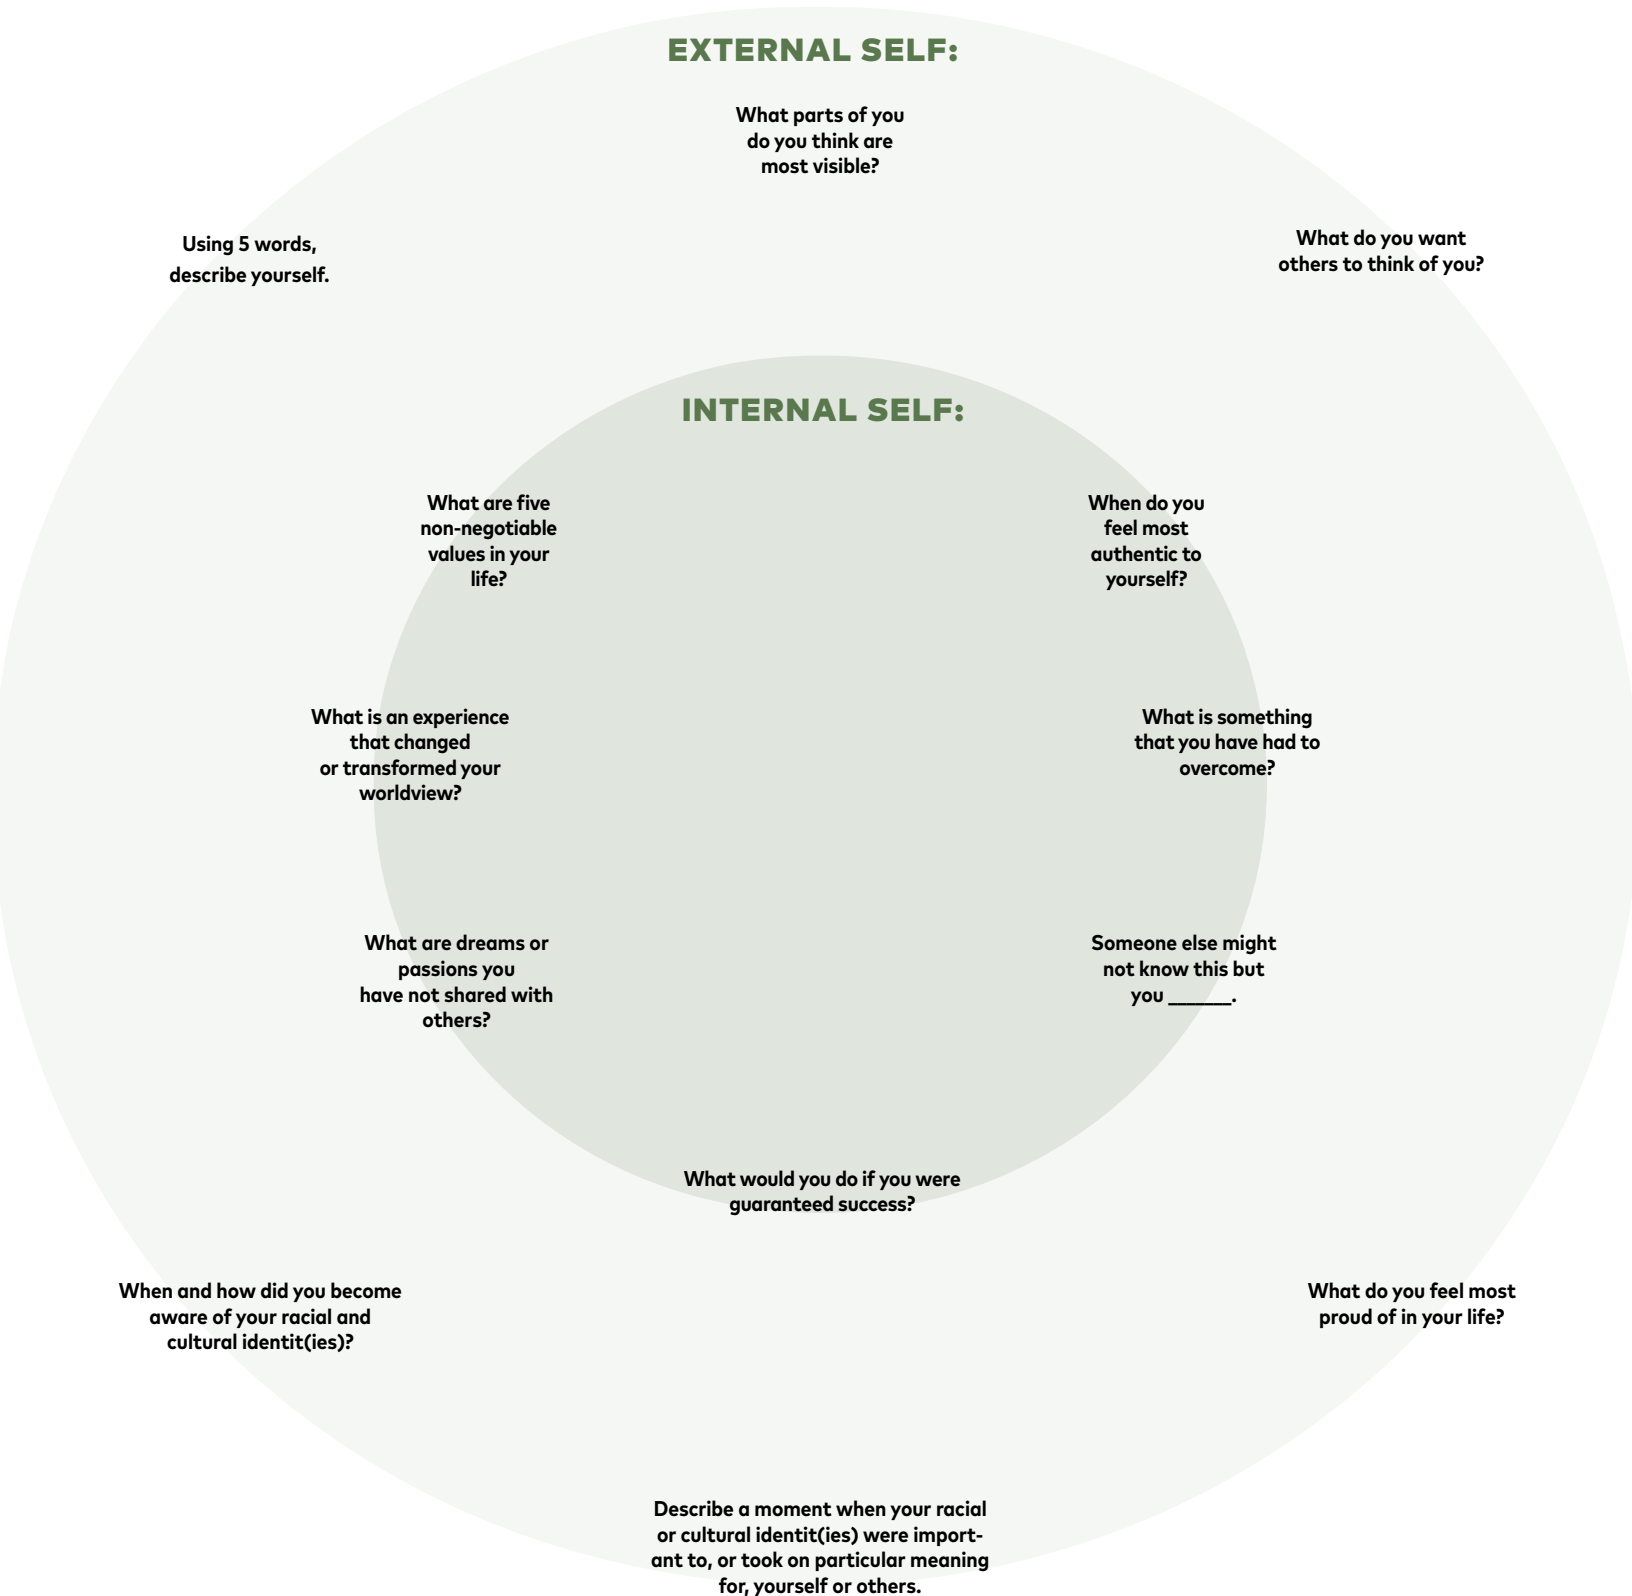 EXTERNAL SELF:
What parts of you
do you think are
most visible?
Using 5 words,
describe yourself.
What do you want
others to think of you?
INTERNAL SELF:
What are five
non-negotiable
values in your
life?
When do you
feel most
authentic to
yourself?
What is an experience
that changed
or transformed your
worldview?
What is something
that you have had to
overcome?
What are dreams or
passions you
have not shared with
others?
Someone else might
not know this but
you _______.
What would you do if you were
guaranteed success?
When and how did you become
aware of your racial and
cultural identit(ies)?
What do you feel most
proud of in your life?
Describe a moment when your racial
or cultural identit(ies) were import-
ant to, or took on particular meaning
for, yourself or others.